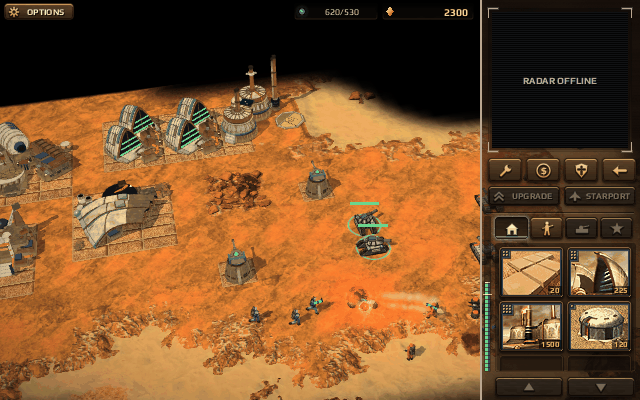 OPTIONS
620/530
2300
RADAR OFFLINE
UPGRADE
STARPORT
20
225
1500
120